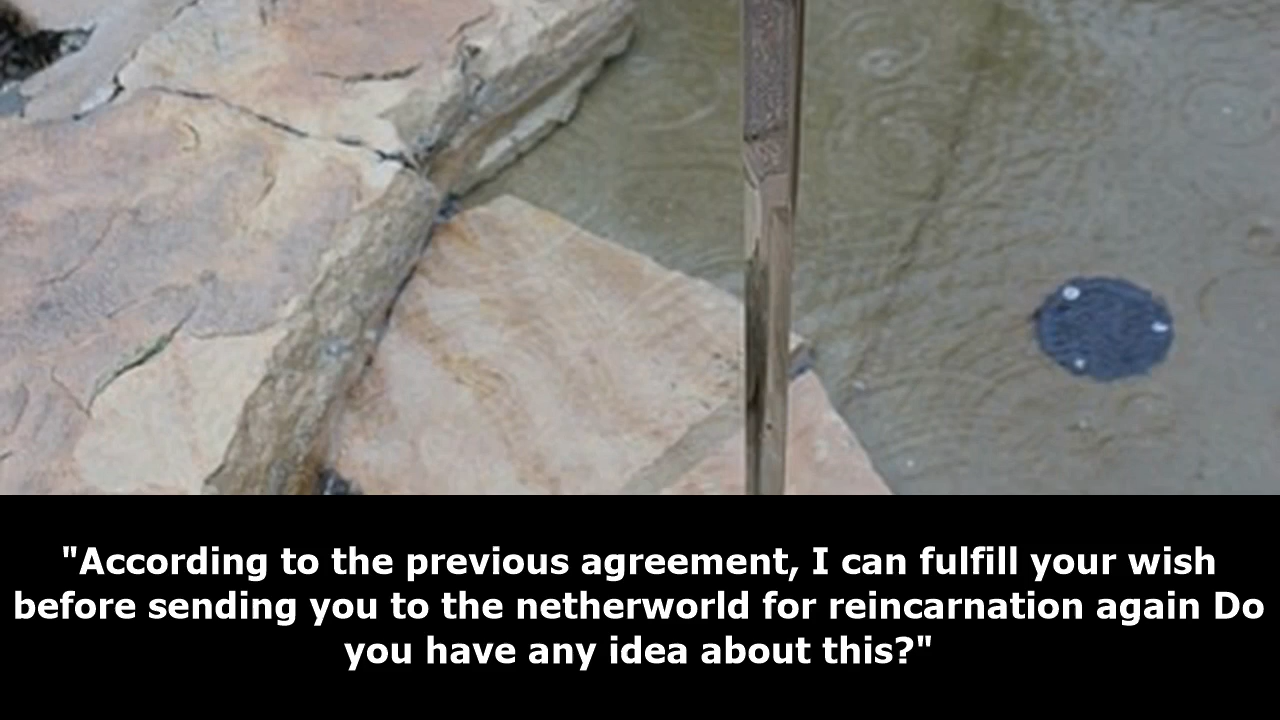 "According to the previous agreement, I can fulfill your wish
before sending you to the netherworld for reincarnation again Do
you have any idea about this?"